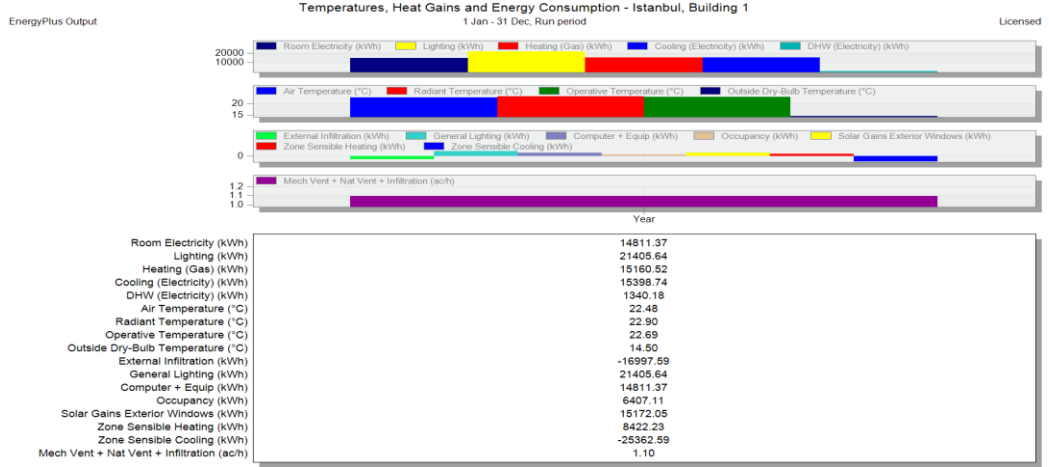 Temperatures, Heat Gains and Energy Consumption - Istanbul, Building 1
EnergyPlus Output
1 Jan - 31 Dec, Run period
Licensed
Room Electricity (kWh) Lighting (kWh) Heating (Gas) (kWh) Cooling (Electricity) (kWh) DHW (Electricity) (kWh)
20000
10000
Air Temperature (°C) Radiant Temperature (°C) Operative Temperature (°C) Outside Dry-Bulb Temperature (°C)
20
15
External Infiltration (kWh) General Lighting (kWh) Computer + Equip (kWh) Occupancy (kWh) Solar Gains Exterior Windows (kWh)
Zone Sensible Heating (kWh) Zone Sensible Cooling (kWh)
0
Mech Vent + Nat Vent + Infiltration (ac/h)
1.2
1.1
1.0
Year
Room Electricity (kWh) 14811.37
Lighting (kWh) 21405.64
Heating (Gas) (kWh) 15160.52
Cooling (Electricity) (kWh) 15398.74
DHW (Electricity) (kWh) 1340.18
Air Temperature (°C) 22.48
Radiant Temperature (°C) 22.90
Operative Temperature (°C) 22.69
Outside Dry-Bulb Temperature (°C) 14.50
External Infiltration (kWh) -16997.59
General Lighting (kWh) 21405.64
Computer + Equip (kWh) 14811.37
Occupancy (kWh) 6407.11
Solar Gains Exterior Windows (kWh) 15172.05
Zone Sensible Heating (kWh) 8422.23
Zone Sensible Cooling (kWh) -25362.59
Mech Vent + Nat Vent + Infiltration (ac/h) 1.10